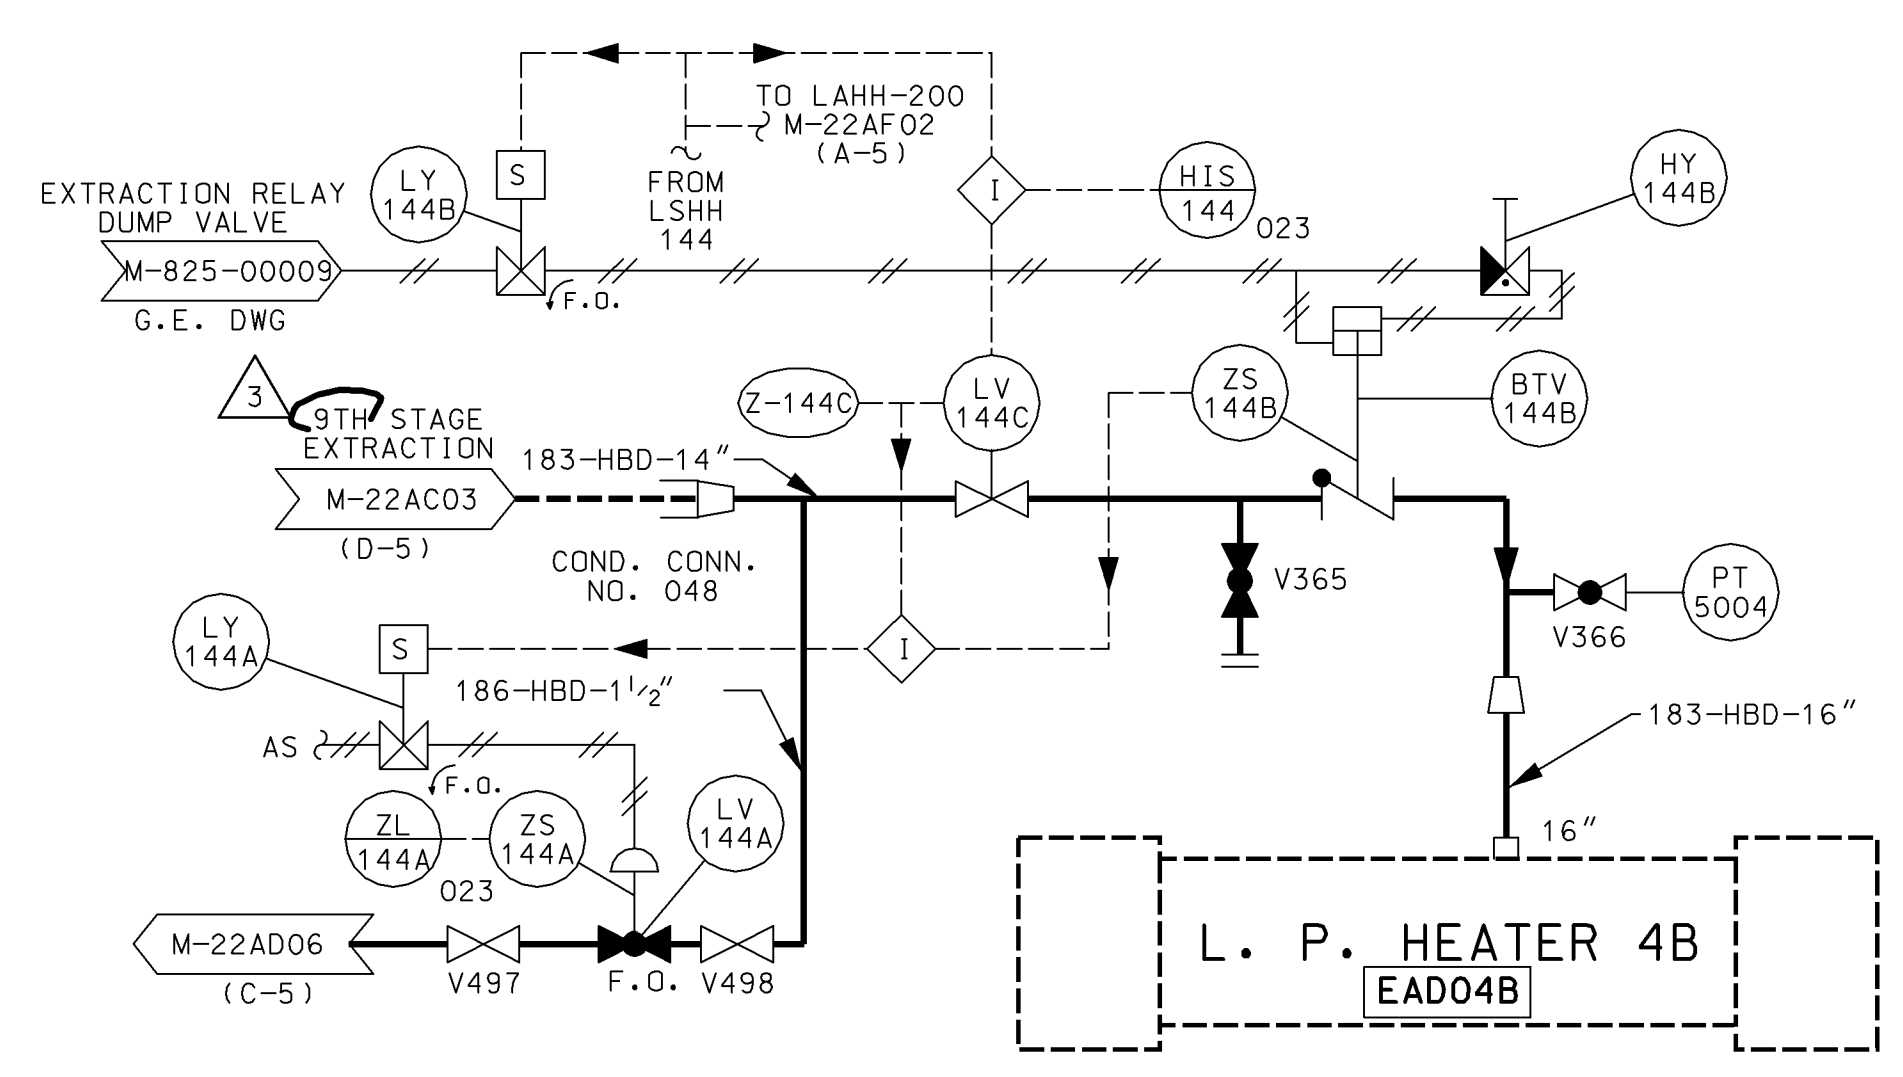 TO LAHH-200
M-22AF02
(A-5)
S
LY
144B
FROM
LSHH
144
I
HIS
144
023
HY
144B
EXTRACTION RELAY
DUMP VALVE
M-825-00009
G.E. DWG
F.O.
3
9TH STAGE
EXTRACTION
M-22AC03
(D-5)
183-HBD-14"
Z-144C
LV
144C
ZS
144B
BTV
144B
COND. CONN.
NO. 048
V365
V366
PT
5004
LY
144A
S
I
186-HBD-1 1/2"
183-HBD-16"
AS
F.O.
ZL
144A
023
ZS
144A
LV
144A
16"
M-22AD06
(C-5)
V497
F.O.
V498
L. P. HEATER 4B
EAD04B